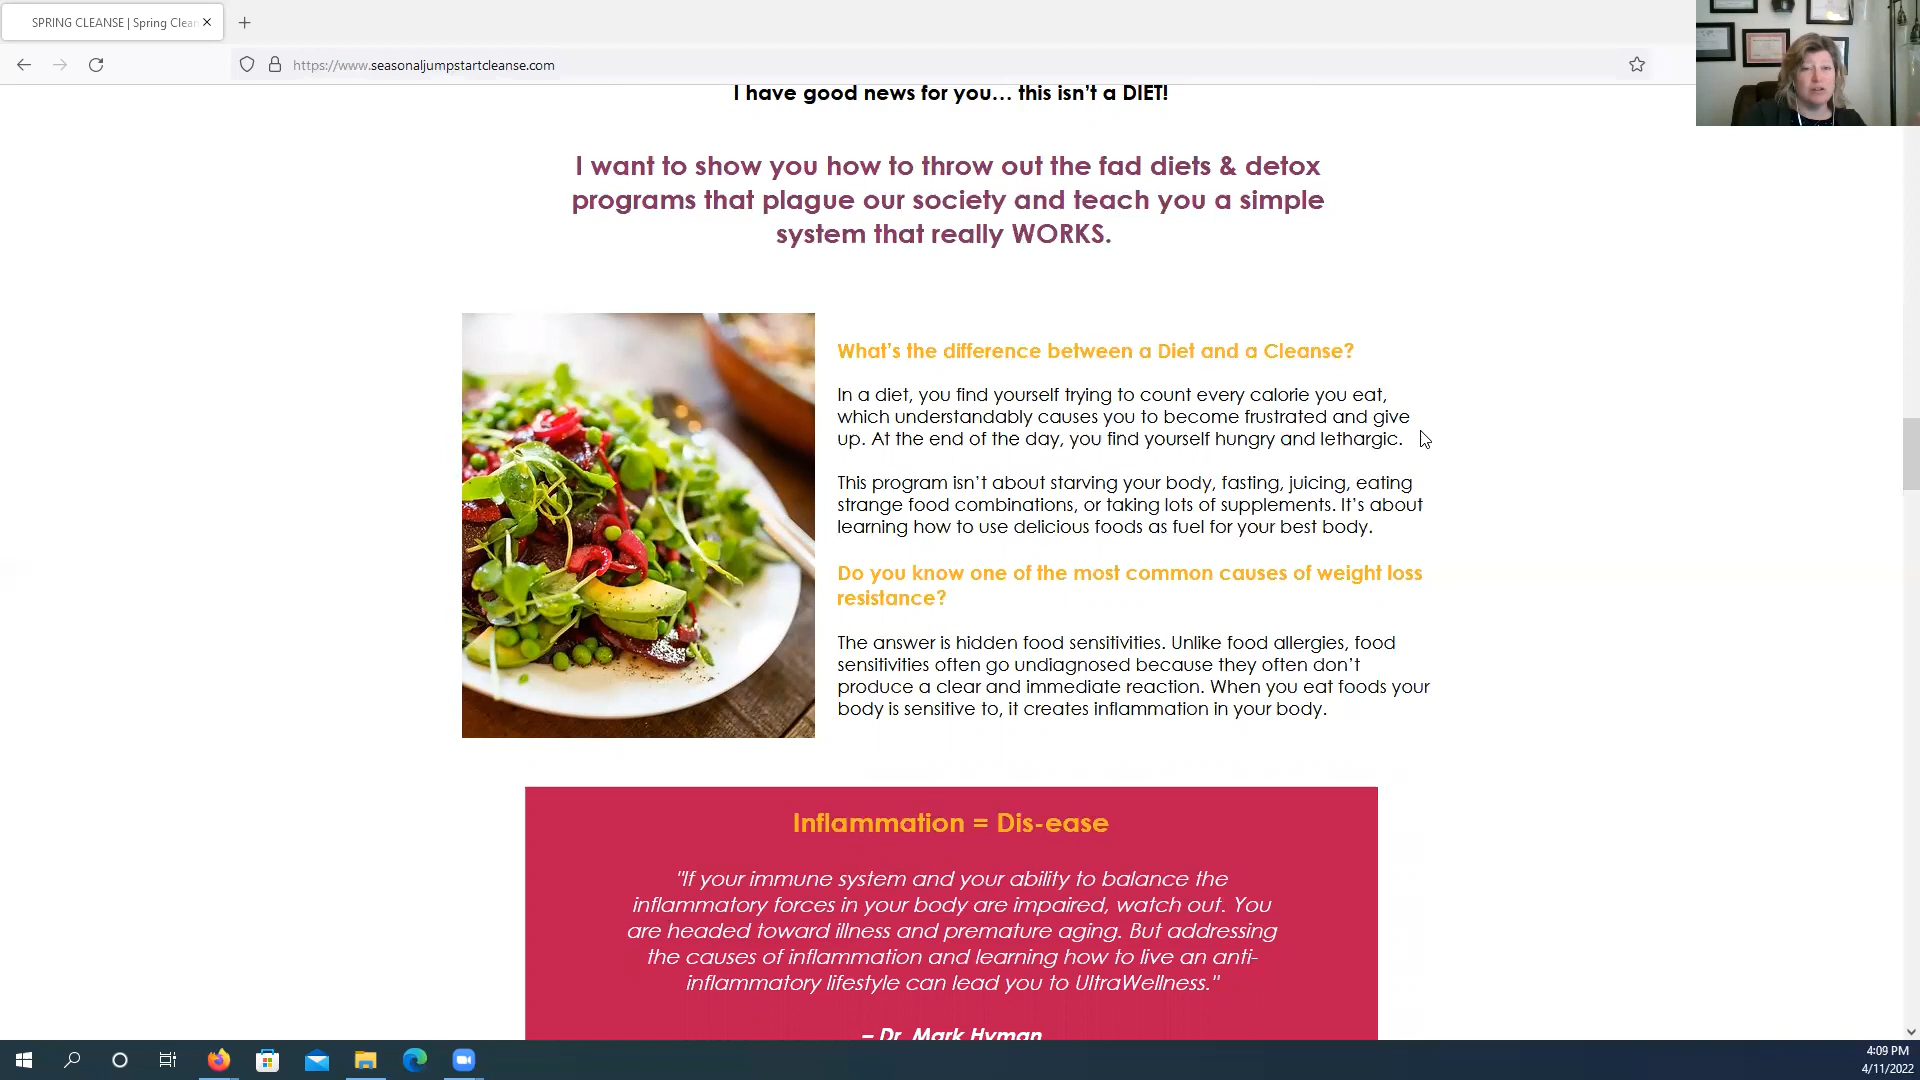 SPRING CLEANSE | Spring Clean
https://www.seasonaljumpstartcleanse.com
I have good news for you… this isn’t a DIET!
I want to show you how to throw out the fad diets & detox
programs that plague our society and teach you a simple
system that really WORKS.
What’s the difference between a Diet and a Cleanse?
In a diet, you find yourself trying to count every calorie you eat,
which understandably causes you to become frustrated and give
up. At the end of the day, you find yourself hungry and lethargic.
This program isn’t about starving your body, fasting, juicing, eating
strange food combinations, or taking lots of supplements. It’s about
learning how to use delicious foods as fuel for your best body.
Do you know one of the most common causes of weight loss
resistance?
The answer is hidden food sensitivities. Unlike food allergies, food
sensitivities often go undiagnosed because they often don’t
produce a clear and immediate reaction. When you eat foods your
body is sensitive to, it creates inflammation in your body.
Inflammation = Dis-ease
"If your immune system and your ability to balance the
inflammatory forces in your body are impaired, watch out. You
are headed toward illness and premature aging. But addressing
the causes of inflammation and learning how to live an anti-
inflammatory lifestyle can lead you to UltraWellness."
– Dr. Mark Hyman
4:09 PM
4/11/2022